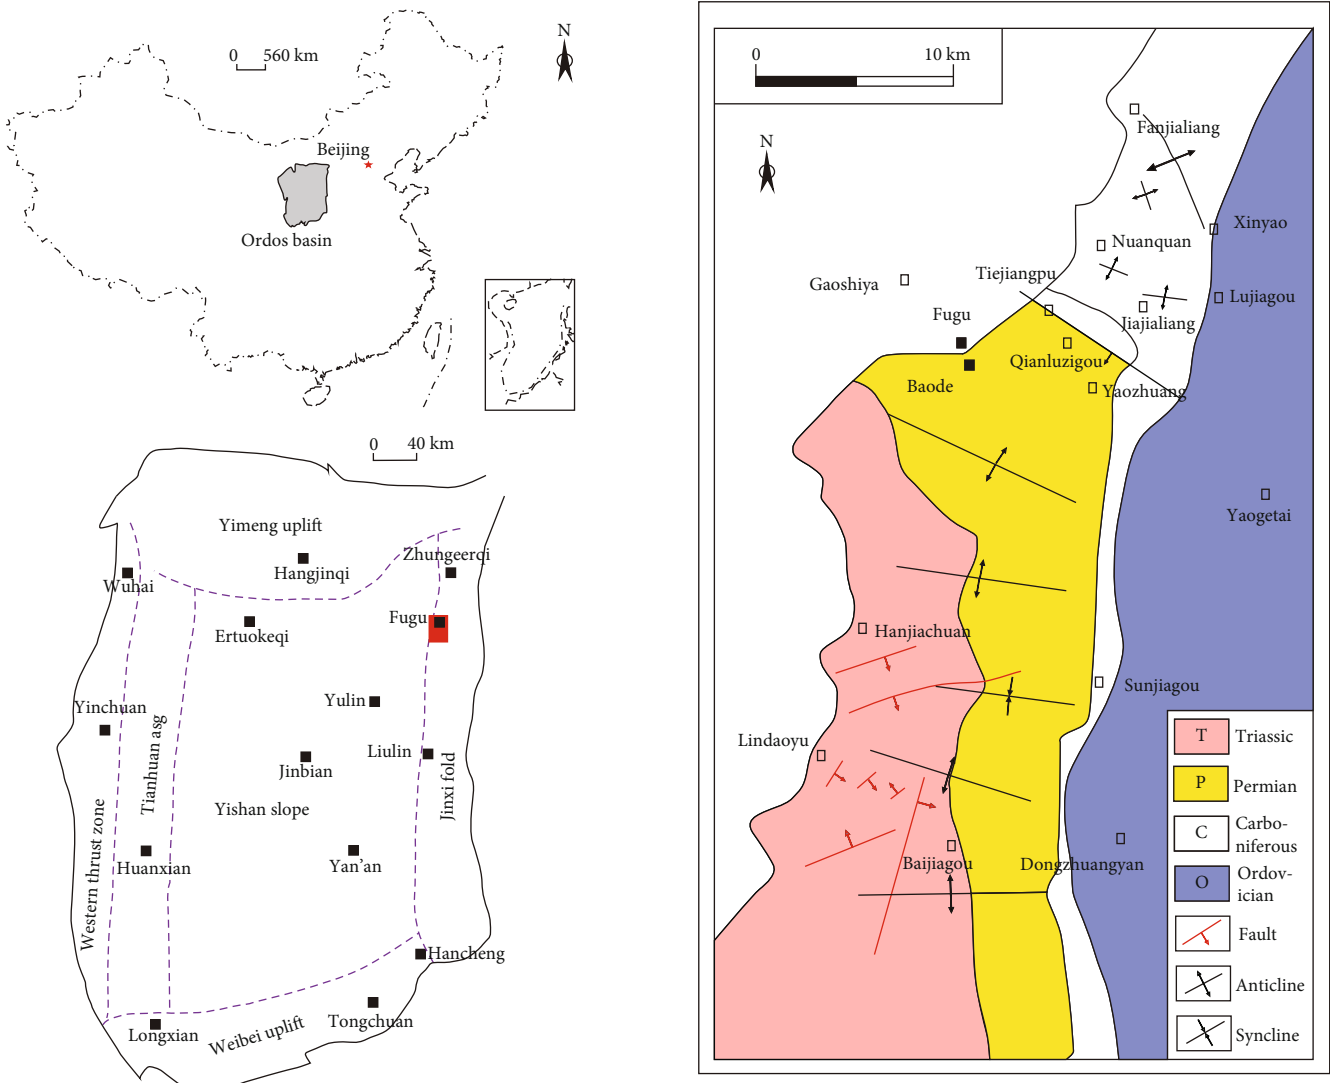 0 560 km
N
Beijing
Ordos basin
0 40 km
Yimeng uplift
Zhungeerqi
Hangjinqi
Wuhai
Fugu
Ertuokeqi
Yulin
Yinchuan
Tianhuan asg
Liulin
Jinbian
Jinxi fold
Yishan slope
Western thrust zone
Huanxian
Yan'an
Hancheng
Longxian
Weibei uplift
Tongchuan
0 10 km
N
Fanjialiang
Xinyao
Nuanquan
Tiejiangpu
Gaoshiya
Lujiagou
Fugu
Jiajialiang
Qianluzigou
Baode
Yaozhuang
Yaogetai
Hanjiachuan
Sunjiagou
Lindaoyu
Baijiagou
Dongzhuangyan
T Triassic
P Permian
C Carbo-
niferous
O Ordov-
ician
Fault
Anticline
Syncline